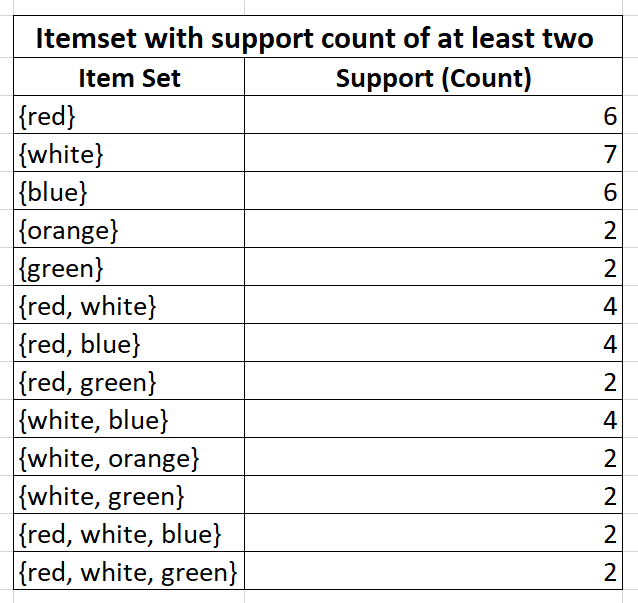 Itemset with support count of at least two
Item Set Support (Count)
{red} 6
{white} 7
{blue} 6
{orange} 2
{green} 2
{red, white} 4
{red, blue} 4
{red, green} 2
{white, blue} 4
{white, orange} 2
{white, green} 2
{red, white, blue} 2
{red, white, green} 2